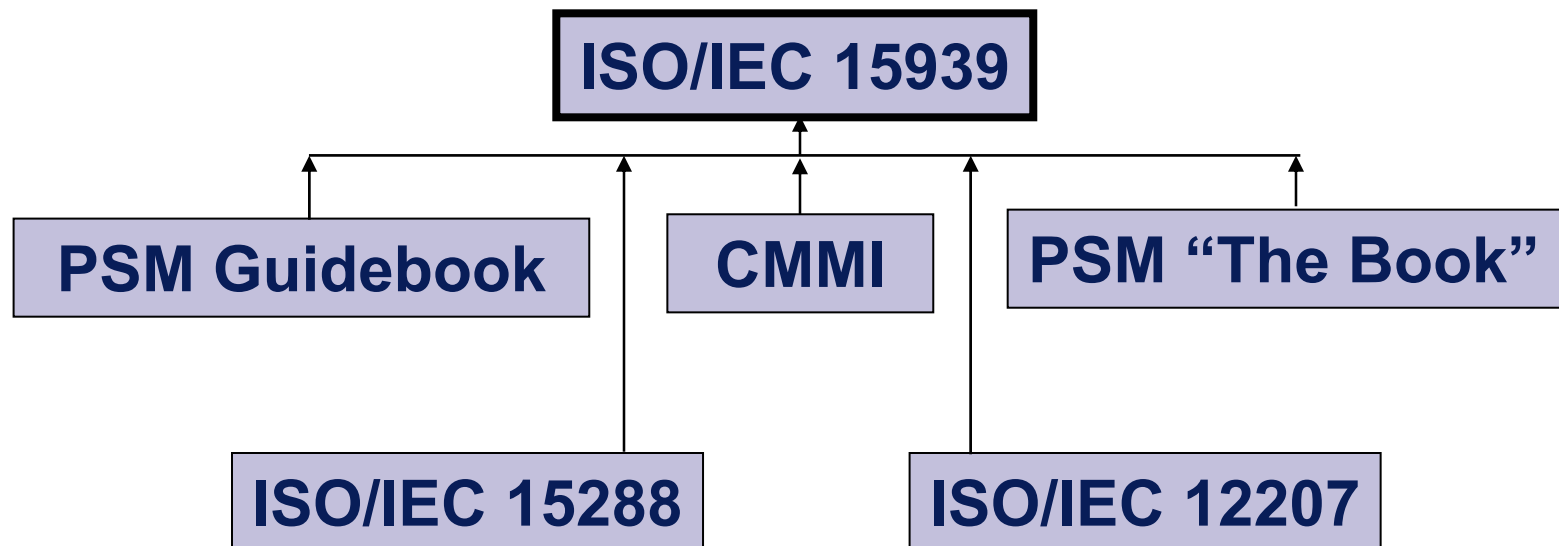 ISO/IEC 15939
PSM Guidebook
CMMI
PSM “The Book”
ISO/IEC 15288
ISO/IEC 12207